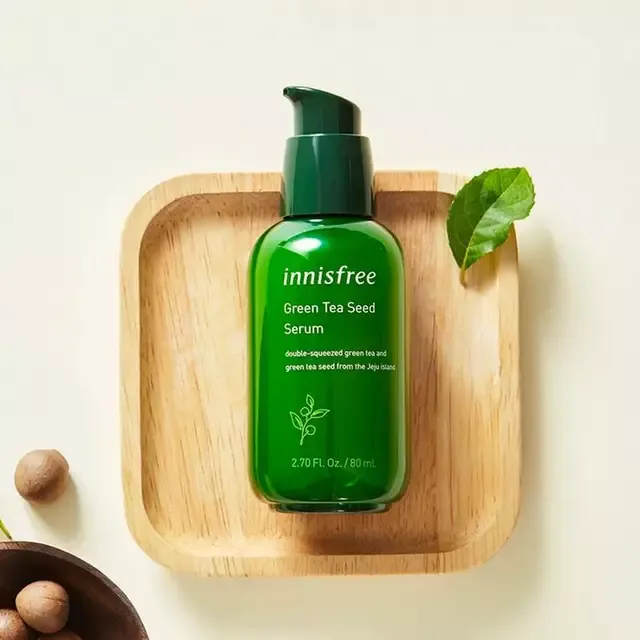 innisfree
Green Tea Seed
Serum
double-squeezed green tea and
green tea seed from the Jeju island
2.70 Fl. Oz. / 80 mL